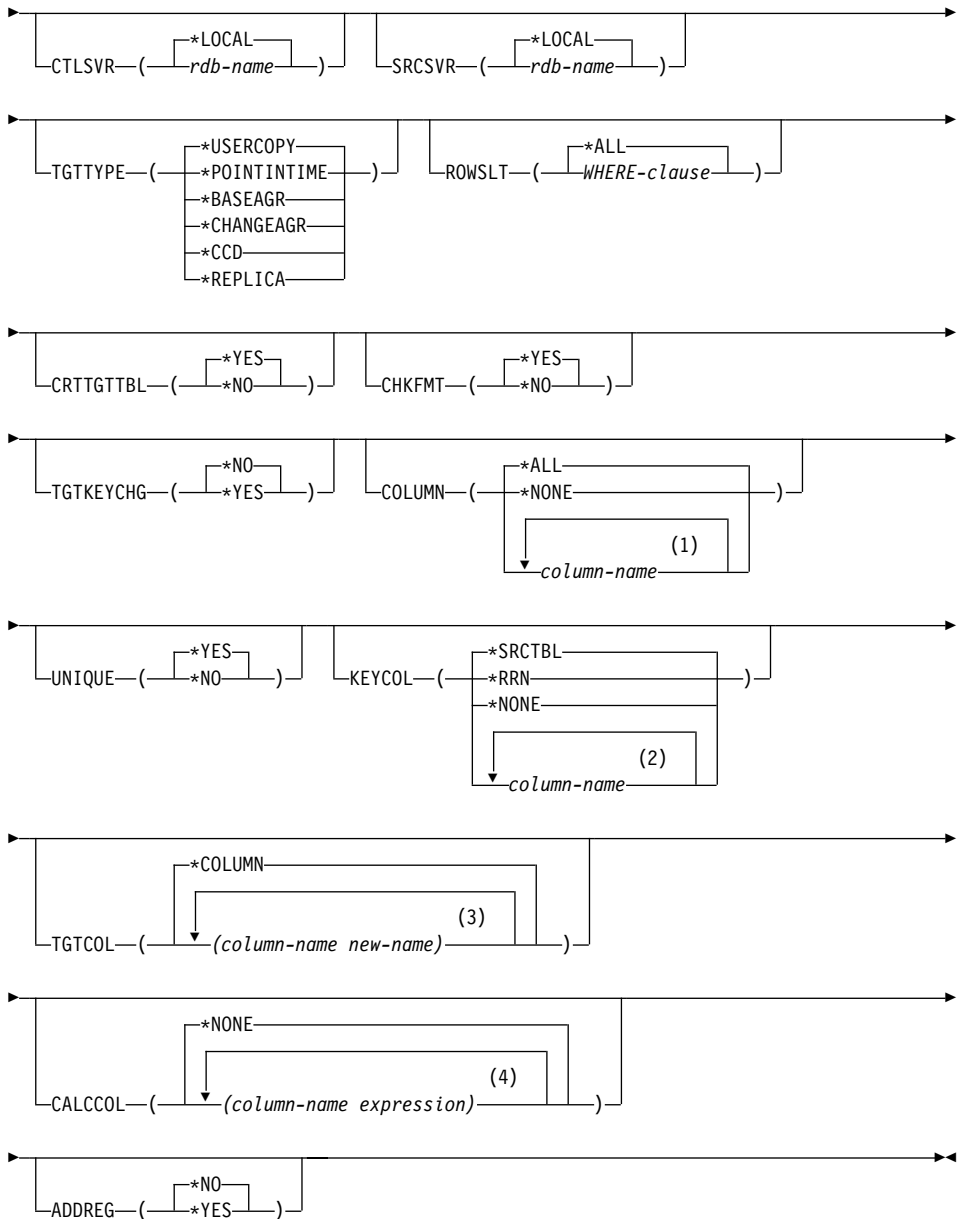 *LOCAL *LOCAL
CTLSVR ( rdb-name ) SRCSVR ( rdb-name )
*USERCOPY *ALL
TGTTYPE ( *POINTINTIME ) ROWSLT ( WHERE-clause )
*BASEAGR
*CHANGEAGR
*CCD
*REPLICA
*YES *YES
CRTTGTTBL ( *NO ) CHKFMT ( *NO )
*NO *ALL
TGTKEYCHG ( *YES ) COLUMN ( *NONE )
(1)
column-name
*YES *SRCTBL
UNIQUE ( *NO ) KEYCOL ( *RRN )
*NONE
(2)
column-name
*COLUMN
(3)
TGTCOL ( (column-name new-name) )
*NONE
(4)
CALCCOL ( (column-name expression) )
*NO
ADDREG ( *YES )